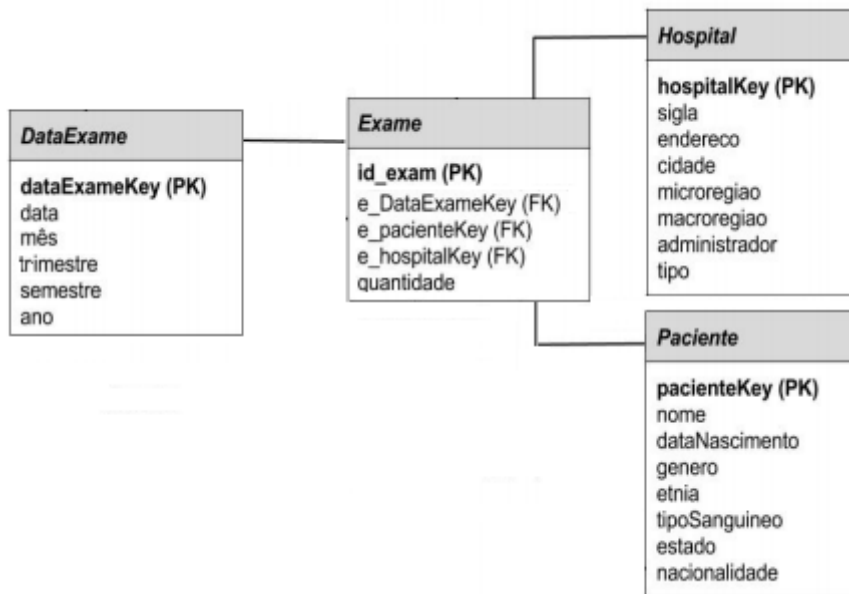 DataExame
dataExameKey (PK)
data
mês
trimestre
semestre
ano
Exame
id_exam (PK)
e_DataExameKey (FK)
e_pacienteKey (FK)
e_hospitalKey (FK)
quantidade
Hospital
hospitalKey (PK)
sigla
endereco
cidade
microregiao
macroregiao
administrador
tipo
Paciente
pacienteKey (PK)
nome
dataNascimento
genero
etnia
tipoSanguineo
estado
nacionalidade